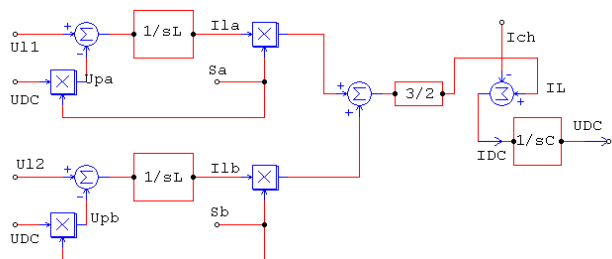 Ich
Ul1 + Σ - 1/sL Ila ×
UDC × Upa Sa
+ Σ + 3/2 - Σ + IL
IDC 1/sC UDC
Ul2 + Σ - 1/sL Ilb ×
UDC × Upb Sb